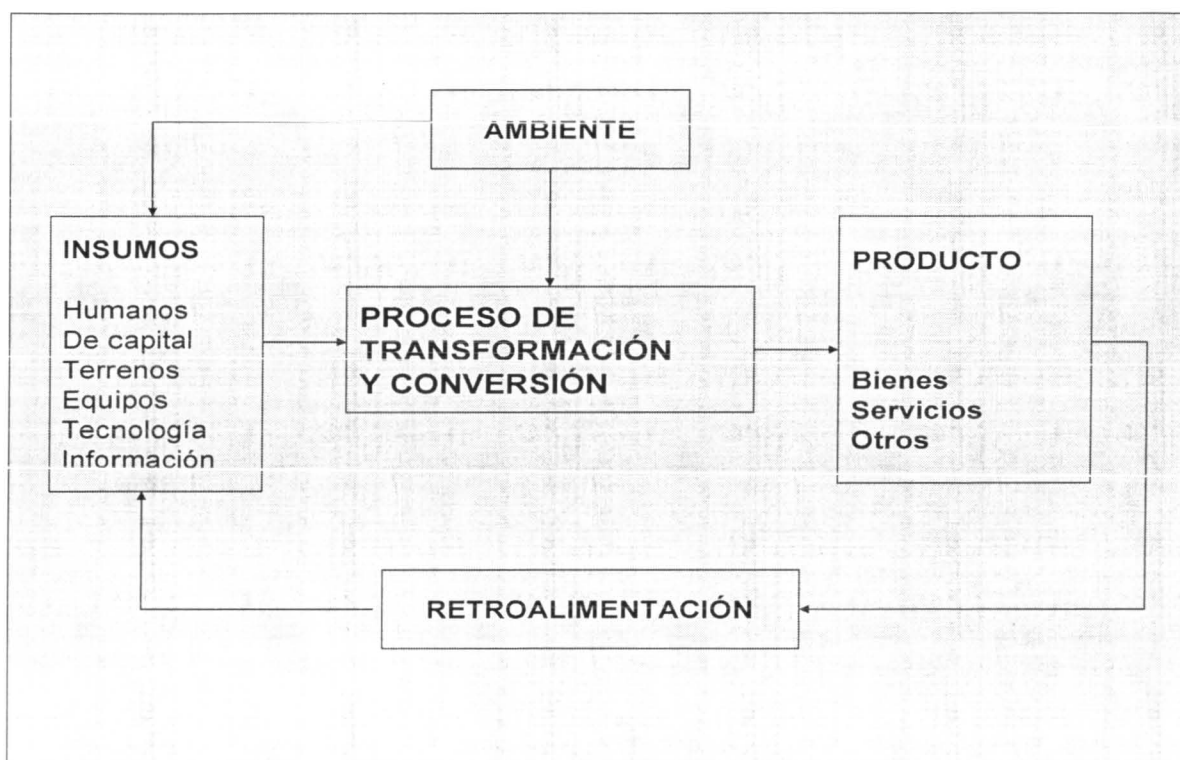 AMBIENTE
INSUMOS
Humanos
De capital
Terrenos
Equipos
Tecnología
Información
PROCESO DE
TRANSFORMACIÓN
Y CONVERSIÓN
PRODUCTO
Bienes
Servicios
Otros
RETROALIMENTACIÓN